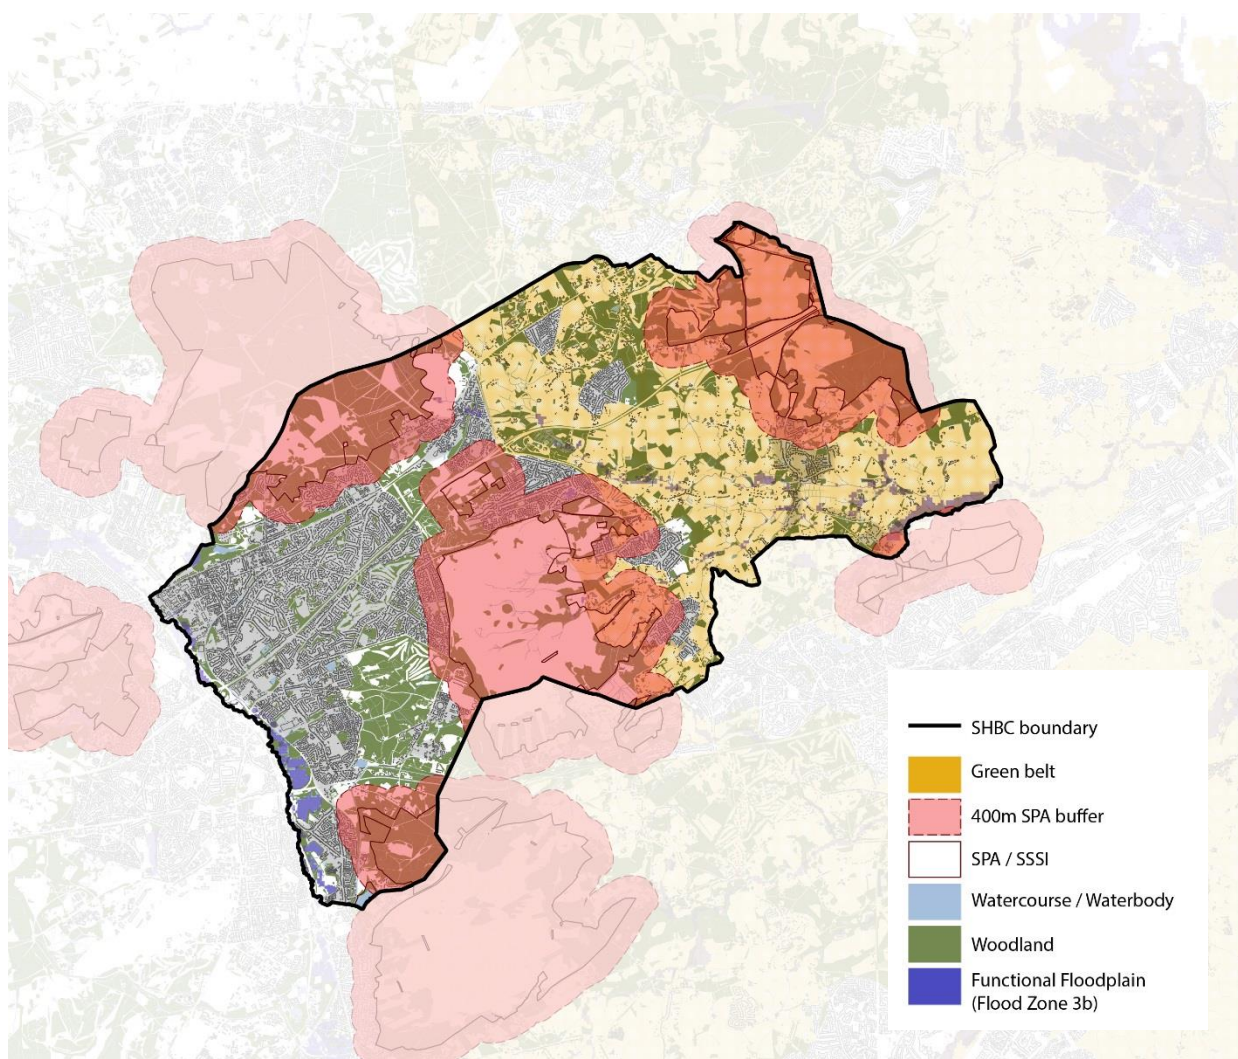 SHBC boundary
Green belt
400m SPA buffer
SPA / SSSI
Watercourse / Waterbody
Woodland
Functional Floodplain
(Flood Zone 3b)